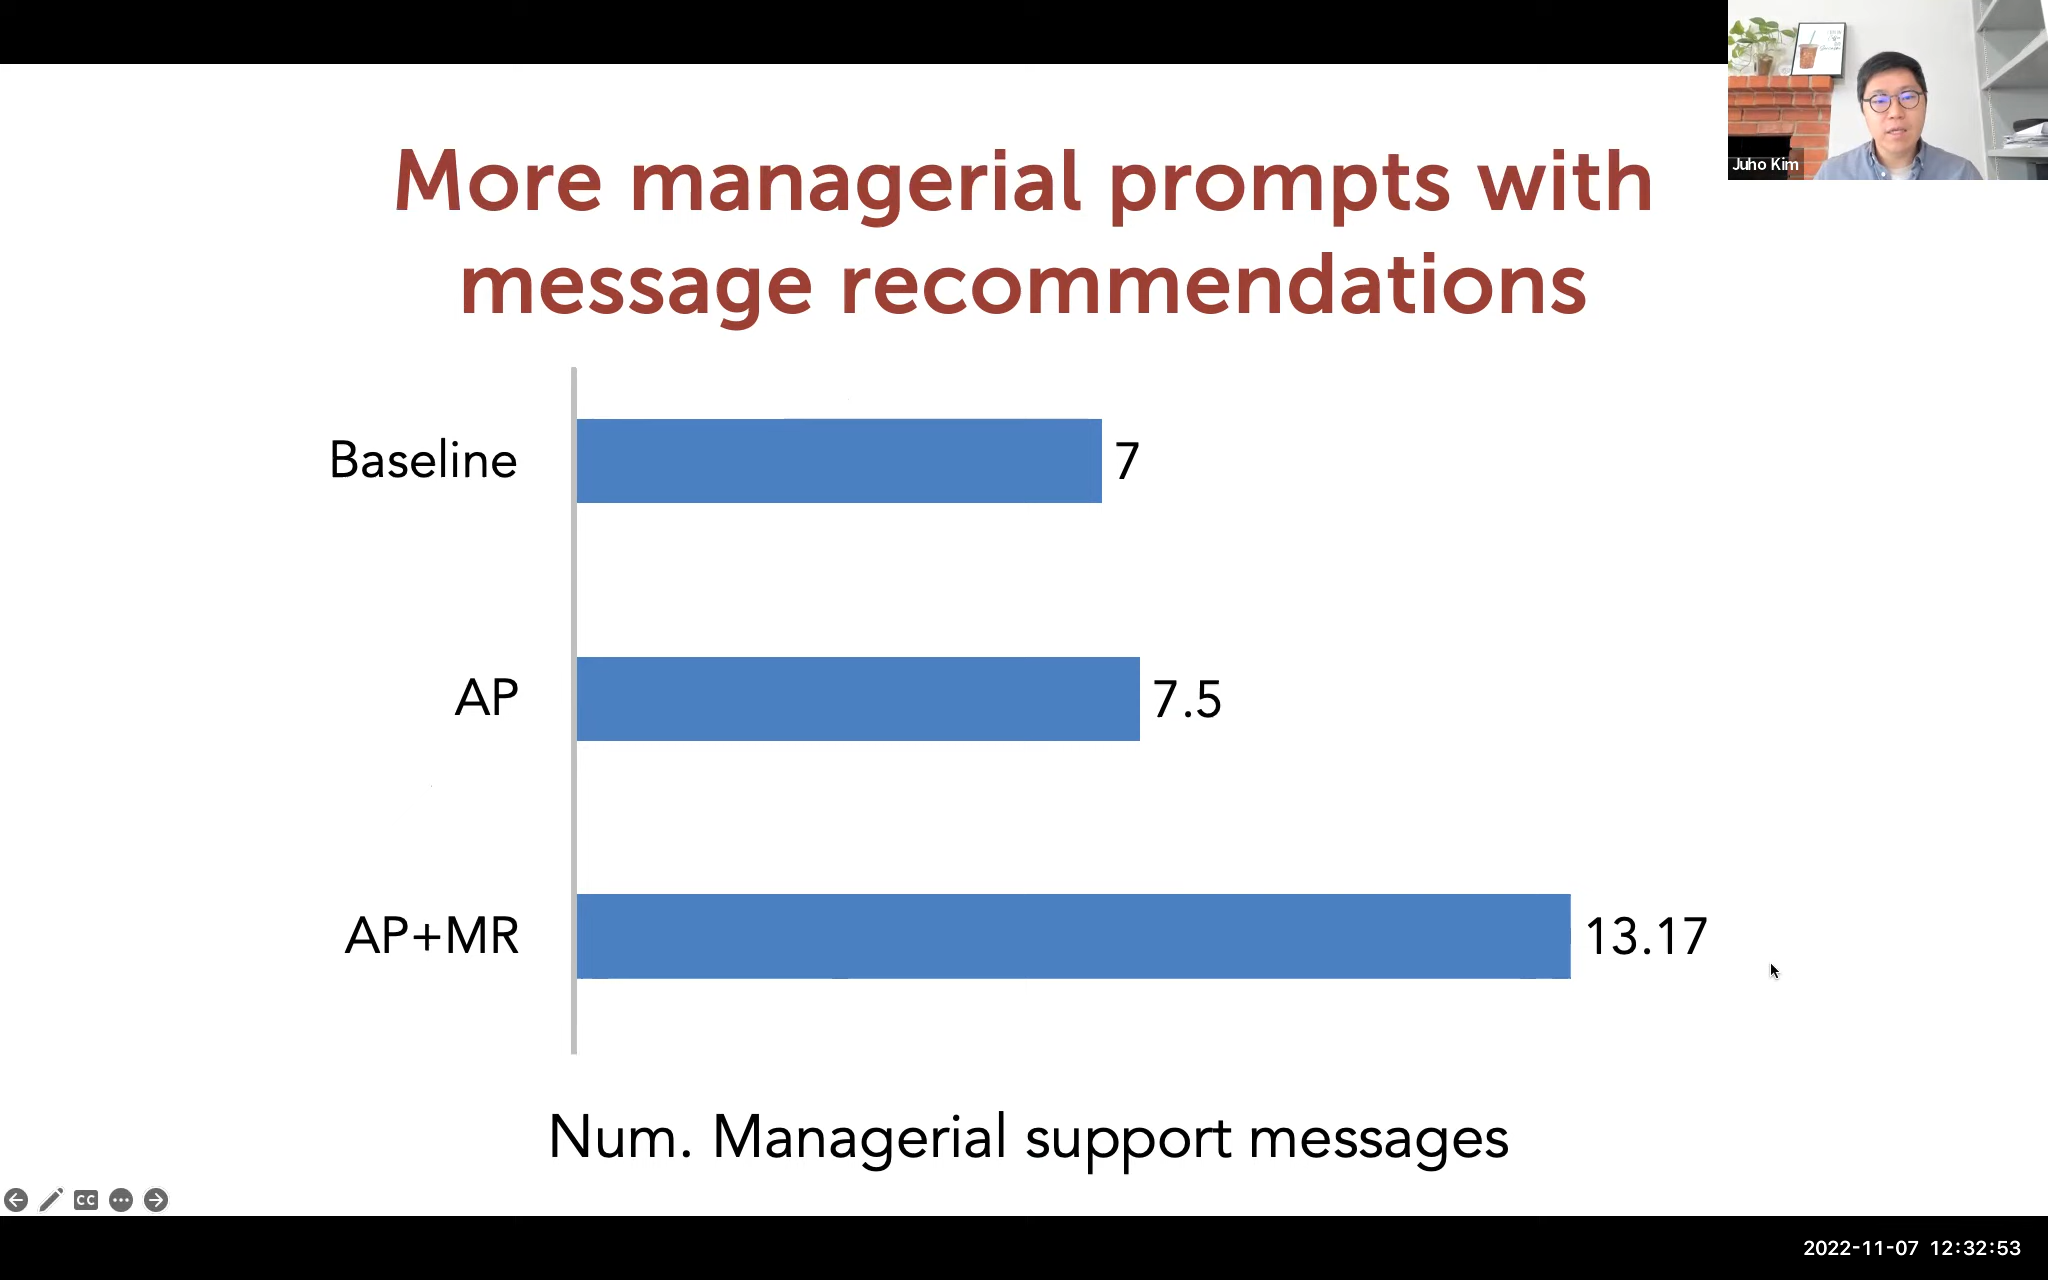 More managerial prompts with
message recommendations
Juho Kim
Baseline
7
AP
7.5
AP+MR
13.17
Num. Managerial support messages
CC
2022-11-07 12:32:53